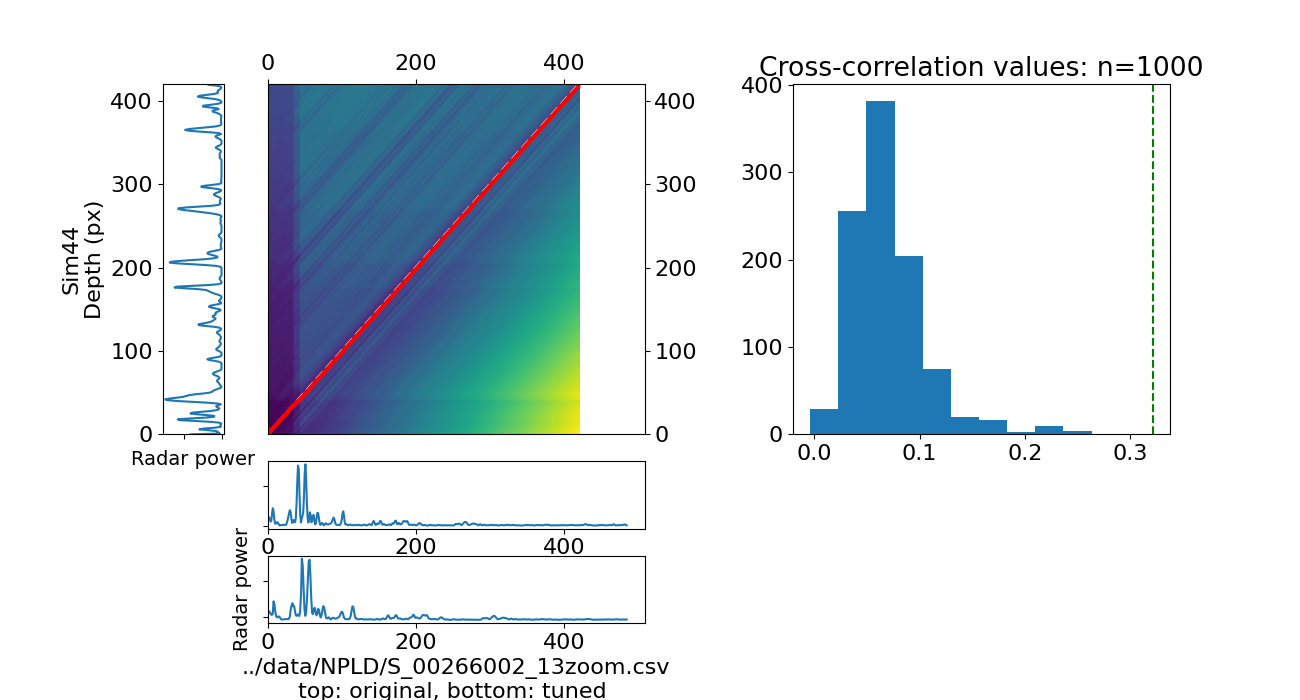 Cross-correlation values: n=1000
0 200 400
400 400 400
300 300 300
Sim44
Depth (px)
200 200 200
100 100 100
0 0 0
0.0 0.1 0.2 0.3
Radar power
0 200 400
Radar power
0 200 400
../data/NPLD/S_00266002_13zoom.csv
top: original, bottom: tuned